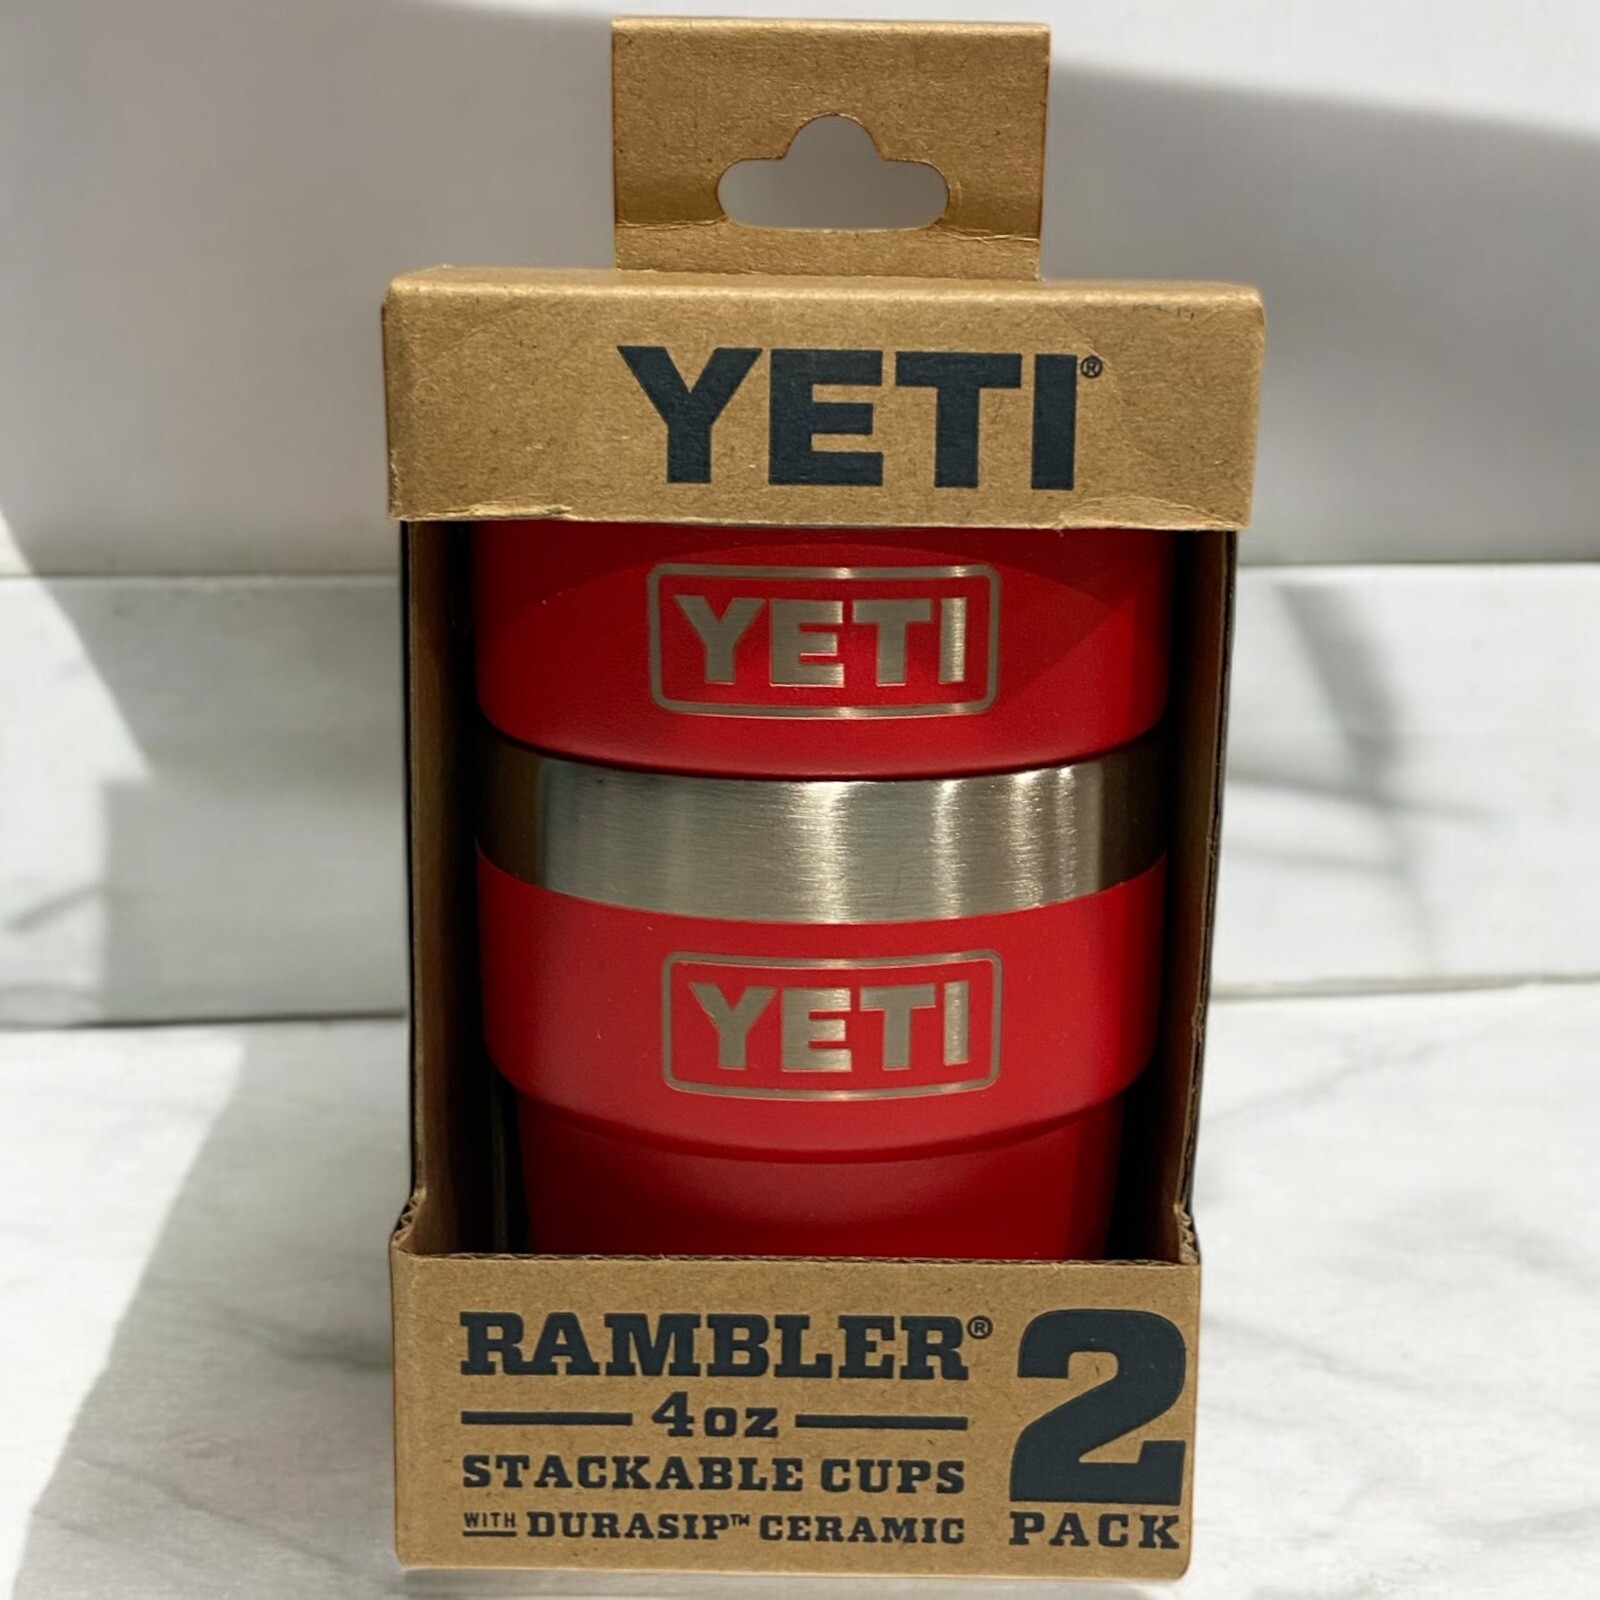 YETI®
YETI
YETI
RAMBLER®
4oz
STACKABLE CUPS
WITH DURASIP™ CERAMIC
2
PACK